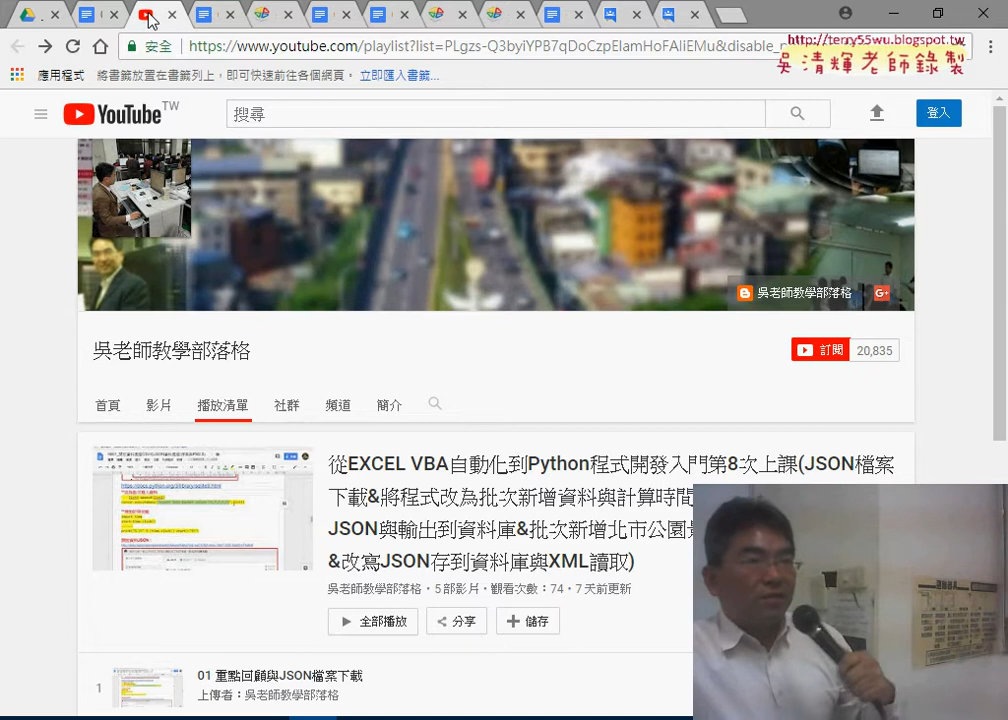 安全
https://www.youtube.com/playlist?list=PLgzs-Q3byiYPB7qDoCzpElamHoFAliEMu&disable_
http://terry55wu.blogspot.tw
吳清輝老師錄製
應用程式
將書籤放置在書籤列上，即可快速前往各個網頁。
立即匯入書籤...
YouTube TW
搜尋
登入
吳老師教學部落格
G+
吳老師教學部落格
訂閱 20,835
首頁
影片
播放清單
社群
頻道
簡介
從EXCEL VBA自動化到Python程式開發入門第8次上課(JSON檔案
下載&將程式改為批次新增資料與計算時間
JSON與輸出到資料庫&批次新增北市公園
&改寫JSON存到資料庫與XML讀取)
吳老師教學部落格・5 部影片・觀看次數：74・7 天前更新
全部播放
分享
儲存
1
01 重點回顧與JSON檔案下載
上傳者：吳老師教學部落格